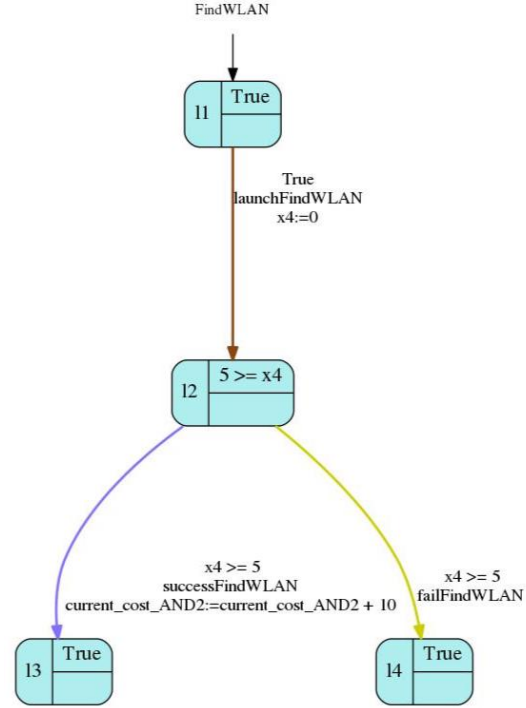 FindWLAN
l1
True
True
launchFindWLAN
x4:=0
l2
5 >= x4
x4 >= 5
successFindWLAN
current_cost_AND2:=current_cost_AND2 + 10
x4 >= 5
failFindWLAN
l3
True
l4
True